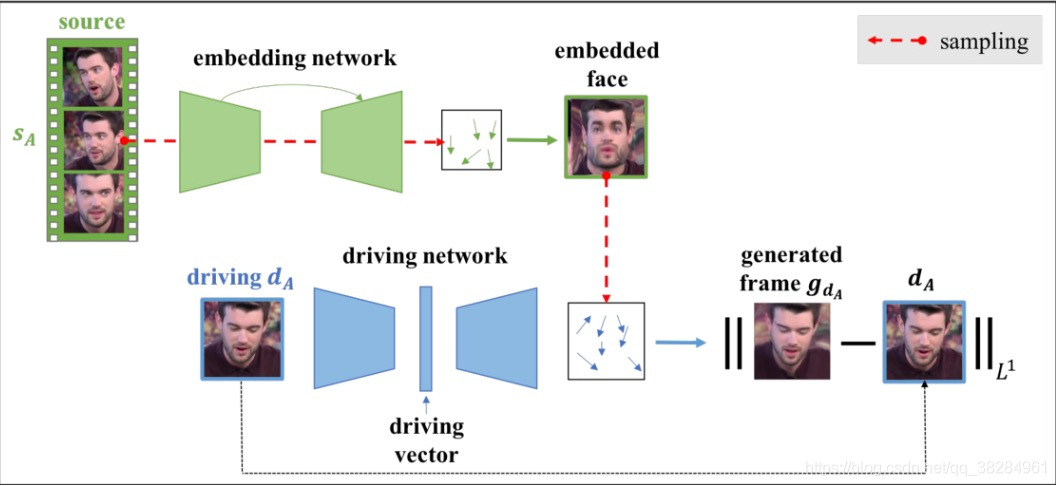 source
sampling
embedding network
embedded
face
s_A
driving network
driving d_A
generated
frame g_{d_A}
d_A
L^1
driving
vector
https://blog.csdn.net/qq_38284961